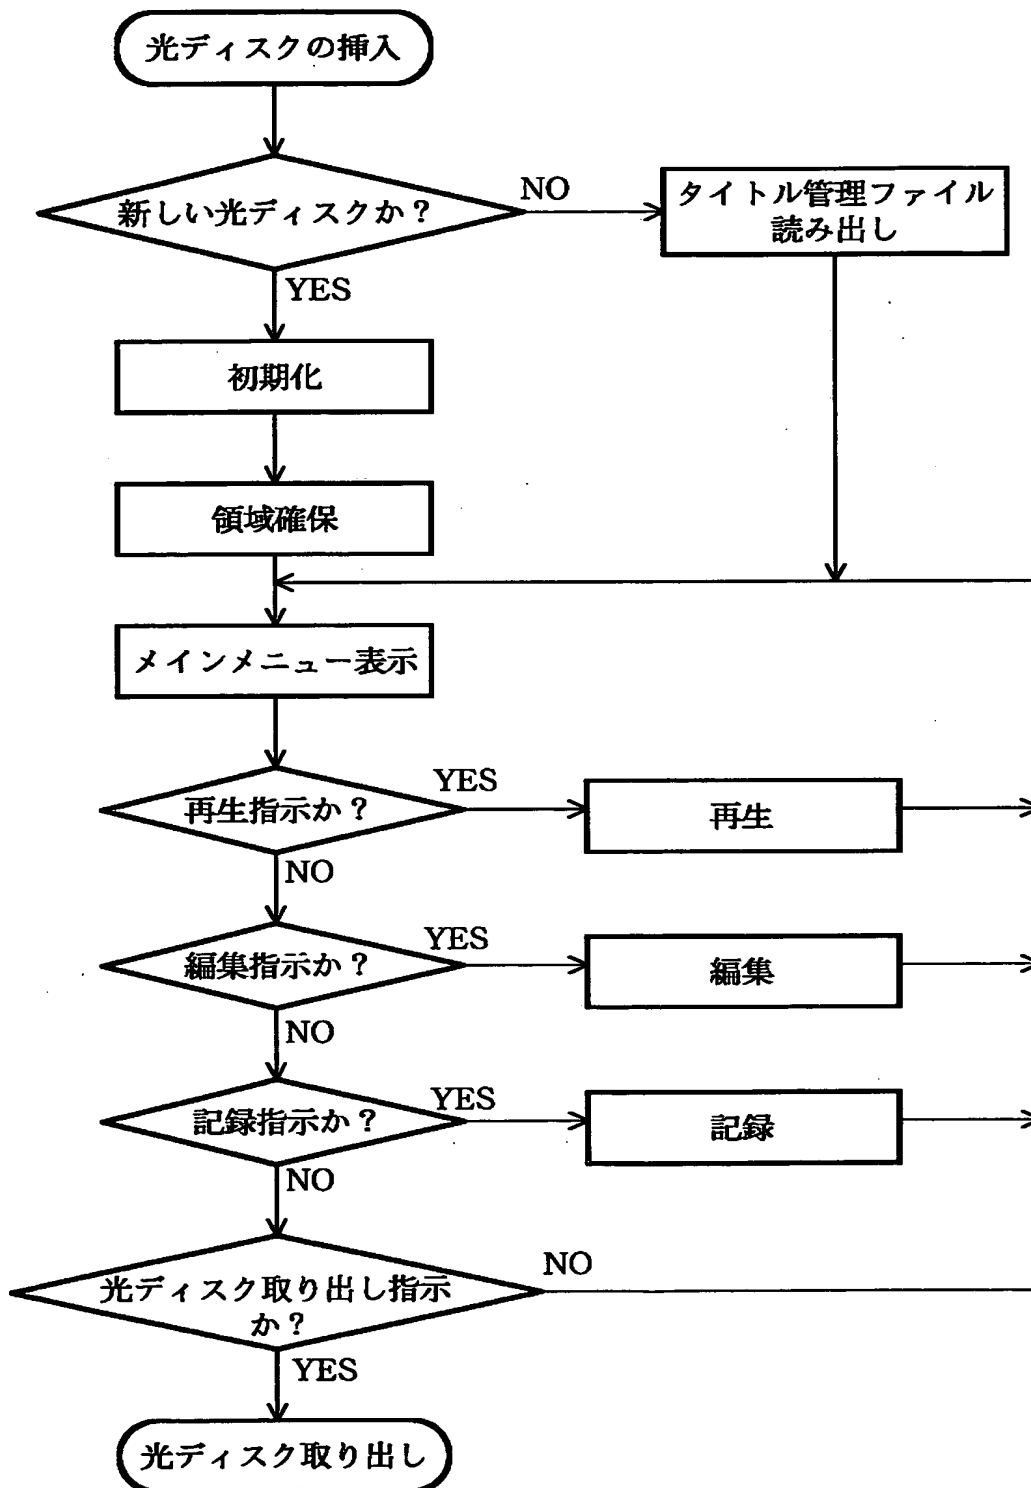 光ディスクの挿入
新しい光ディスクか？
NO
タイトル管理ファイル
読み出し
YES
初期化
領域確保
メインメニュー表示
再生指示か？
YES
再生
NO
編集指示か？
YES
編集
NO
記録指示か？
YES
記録
NO
光ディスク取り出し指示
か？
NO
YES
光ディスク取り出し